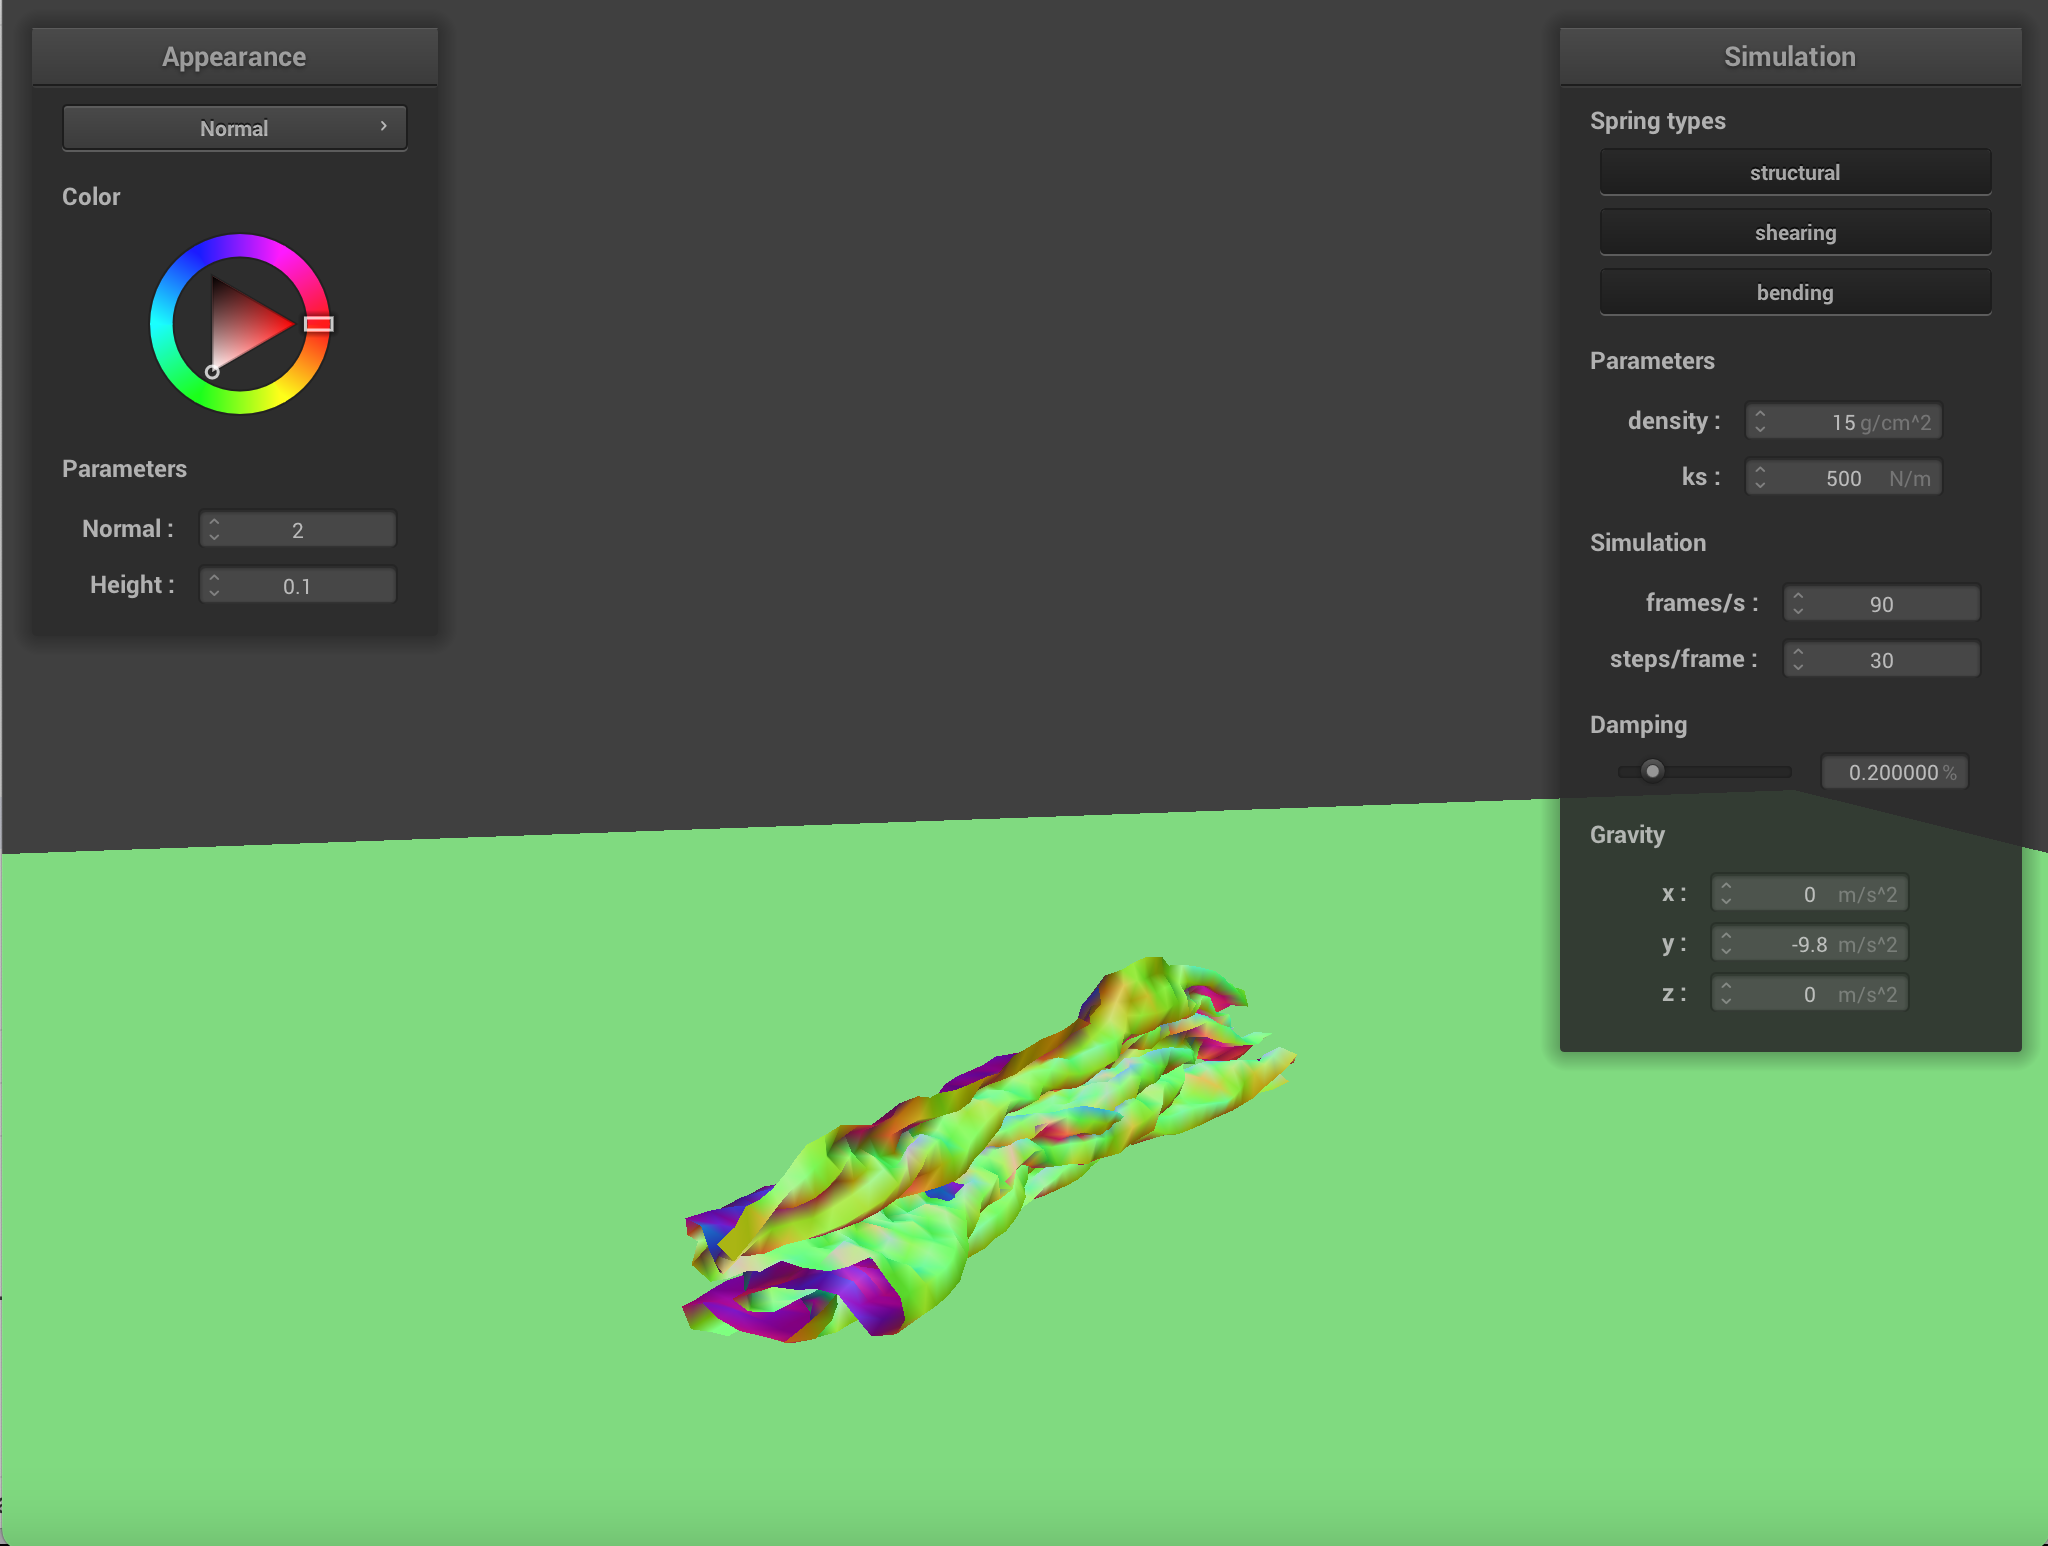 Appearance
Normal
Color
Parameters
Normal :
2
Height :
0.1
Simulation
Spring types
structural
shearing
bending
Parameters
density :
15 g/cm^2
ks :
500 N/m
Simulation
frames/s :
90
steps/frame :
30
Damping
0.200000 %
Gravity
x :
0 m/s^2
y :
-9.8 m/s^2
z :
0 m/s^2